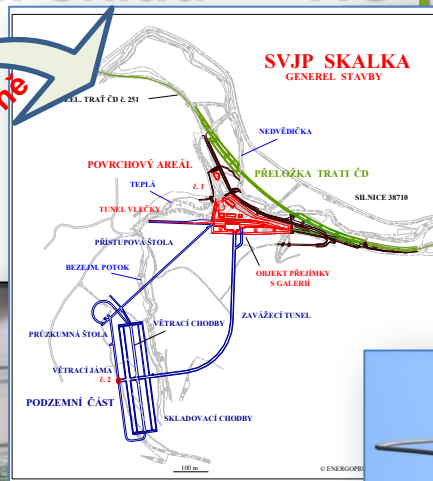 SVJP SKALKA
GENEREL STAVBY
ŽEL. TRAŤ ČD č. 251
NEDVĚDIČKA
POVRCHOVÝ AREÁL
PŘELOŽKA TRATI ČD
TEPLÁ
č. 1
SILNICE 38710
TUNEL VLEČKY
PŘÍSTUPOVÁ ŠTOLA
BEZEJM. POTOK
OBJEKT PŘEJÍMKY
S GALERIÍ
VĚTRACÍ CHODBY
ZAVÁŽECÍ TUNEL
PRŮZKUMNÁ ŠTOLA
VĚTRACÍ JÁMA
č. 2
PODZEMNÍ ČÁST
SKLADOVACÍ CHODBY
100 m